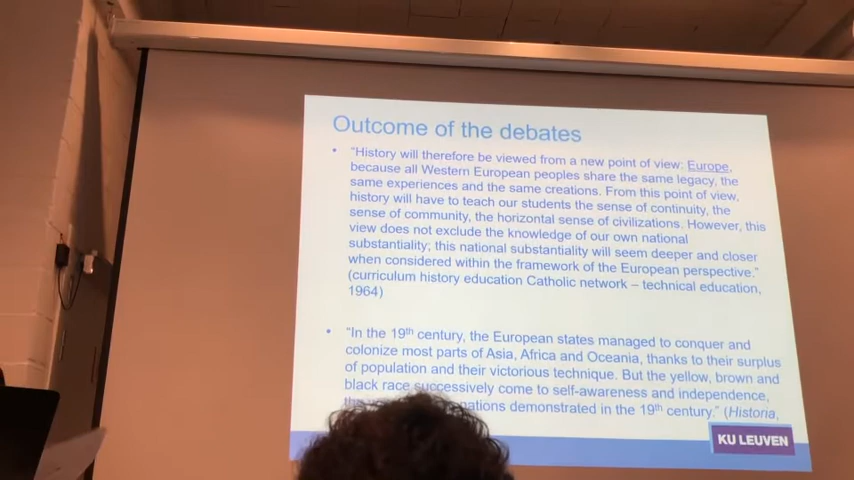 Outcome of the debates
• "History will therefore be viewed from a new point of view: Europe,
because all Western European peoples share the same legacy, the
same experiences and the same creations. From this point of view,
history will have to teach our students the sense of continuity, the
sense of community, the horizontal sense of civilizations. However, this
view does not exclude the knowledge of our own national
substantiality; this national substantiality will seem deeper and closer
when considered within the framework of the European perspective."
(curriculum history education Catholic network – technical education,
1964)
• "In the 19th century, the European states managed to conquer and
colonize most parts of Asia, Africa and Oceania, thanks to their surplus
of population and their victorious technique. But the yellow, brown and
black race successively come to self-awareness and independence,
nations demonstrated in the 19th century." (Historia,
KU LEUVEN